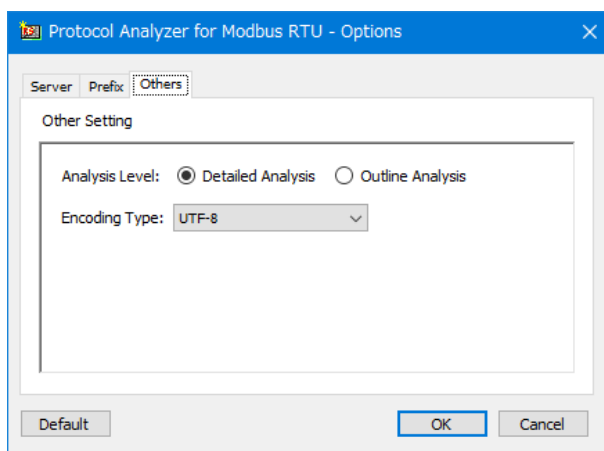 Protocol Analyzer for Modbus RTU - Options
Server Prefix Others
Other Setting
Analysis Level: Detailed Analysis Outline Analysis
Encoding Type: UTF-8
Default OK Cancel